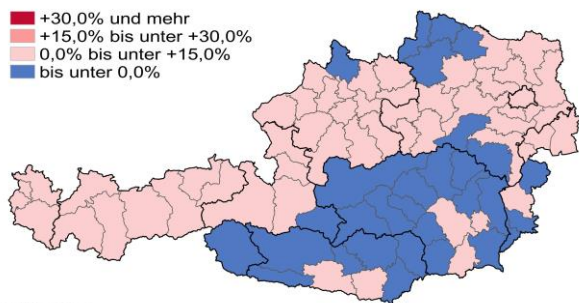 +30,0% und mehr
+15,0% bis unter +30,0%
0,0% bis unter +15,0%
bis unter 0,0%